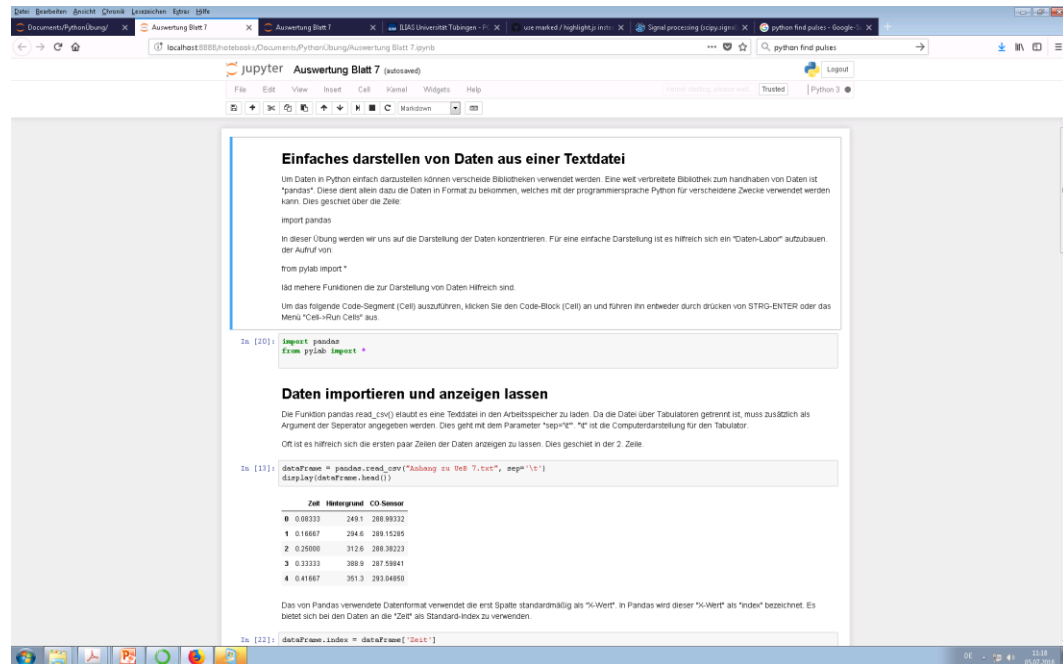 Datei Bearbeiten Ansicht Chronik Lesezeichen Extras Hilfe
Documents/PythonÜbung/ Auswertung Blatt 7 Auswertung Blatt 7 ILIAS Universität Tübingen - use marked / highlight.js Signal processing (scipy.signal python find pulses - Google-
localhost:8888/notebooks/Documents/PythonÜbung/Auswertung Blatt 7.ipynb python find pulses
jupyter Auswertung Blatt 7 (autosaved) Logout
File Edit View Insert Cell Kernel Widgets Help Kernel starting, please wait Trusted Python 3
Markdown
Einfaches darstellen von Daten aus einer Textdatei
Um Daten in Python einfach darzustellen können verscheide Bibliotheken verwendet werden. Eine weit verbreitete Bibliothek zum handhaben von Daten ist
"pandas". Diese dient allein dazu die Daten in Format zu bekommen, welches mit der programmiersprache Python für verscheidene Zwecke verwendet werden
kann. Dies geschiet über die Zeile:
import pandas
In dieser Übung werden wir uns auf die Darstellung der Daten konzentrieren. Für eine einfache Darstellung ist es hilfreich sich ein "Daten-Labor" aufzubauen.
der Aufruf von:
from pylab import *
läd mehere Funktionen die zur Darstellung von Daten Hilfreich sind.
Um das folgende Code-Segment (Cell) auszuführen, klicken Sie den Code-Block (Cell) an und führen ihn entweder durch drücken von STRG-ENTER oder das
Menü "Cell->Run Cells" aus.
In [20]: import pandas
from pylab import *
Daten importieren und anzeigen lassen
Die Funktion pandas.read_csv() elaubt es eine Textdatei in den Arbeitsspeicher zu laden. Da die Datei über Tabulatoren getrennt ist, muss zusätzlich als
Argument der Seperator angegeben werden. Dies geht mit dem Parameter "sep='\t'". "\t" ist die Computerdarstellung für den Tabulator.
Oft ist es hilfreich sich die ersten paar Zeilen der Daten anzeigen zu lassen. Dies geschiet in der 2. Zeile.
In [13]: dataFrame = pandas.read_csv("Anhang zu UeB 7.txt", sep='\t')
display(dataFrame.head())
Zeit Hintergrund CO-Sensor
0 0.08333 249.1 288.99332
1 0.16667 294.6 289.15285
2 0.25000 312.6 288.38223
3 0.33333 388.9 287.59841
4 0.41667 351.3 293.04850
Das von Pandas verwendete Datenformat verwendet die erst Spalte standardmäßig als "X-Wert". In Pandas wird dieser "X-Wert" als "Index" bezeichnet. Es
bietet sich bei den Daten an die "Zeit" als Standard-Index zu verwenden.
In [22]: dataFrame.index = dataFrame['Zeit']
DE 11:18
05.07.2018